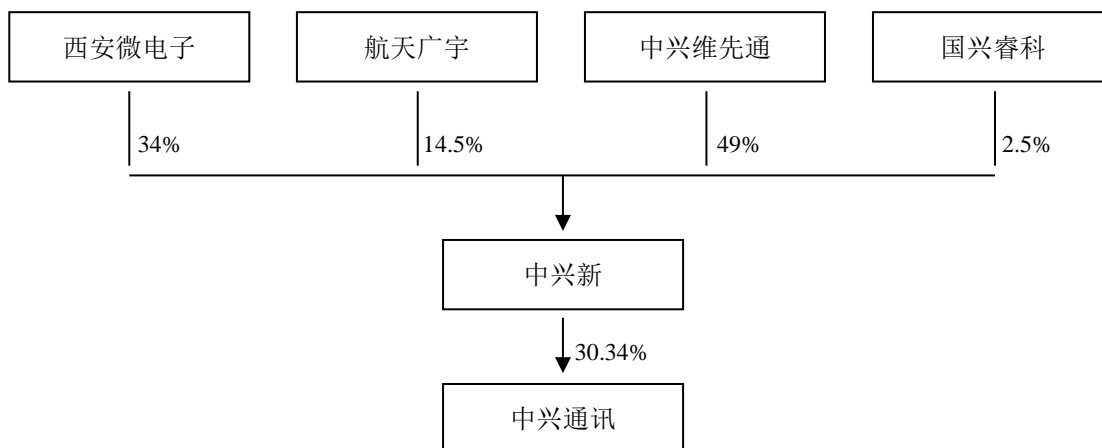 西安微电子
航天广宇
中兴维先通
国兴睿科
34%
14.5%
49%
2.5%
中兴新
30.34%
中兴通讯